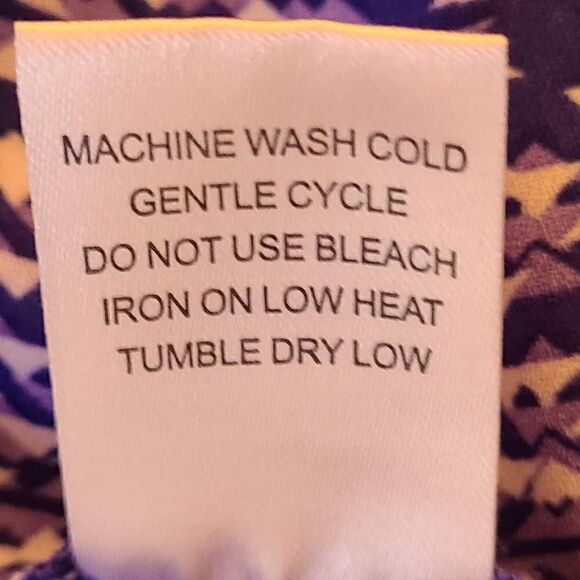 MACHINE WASH COLD
GENTLE CYCLE
DO NOT USE BLEACH
IRON ON LOW HEAT
TUMBLE DRY LOW